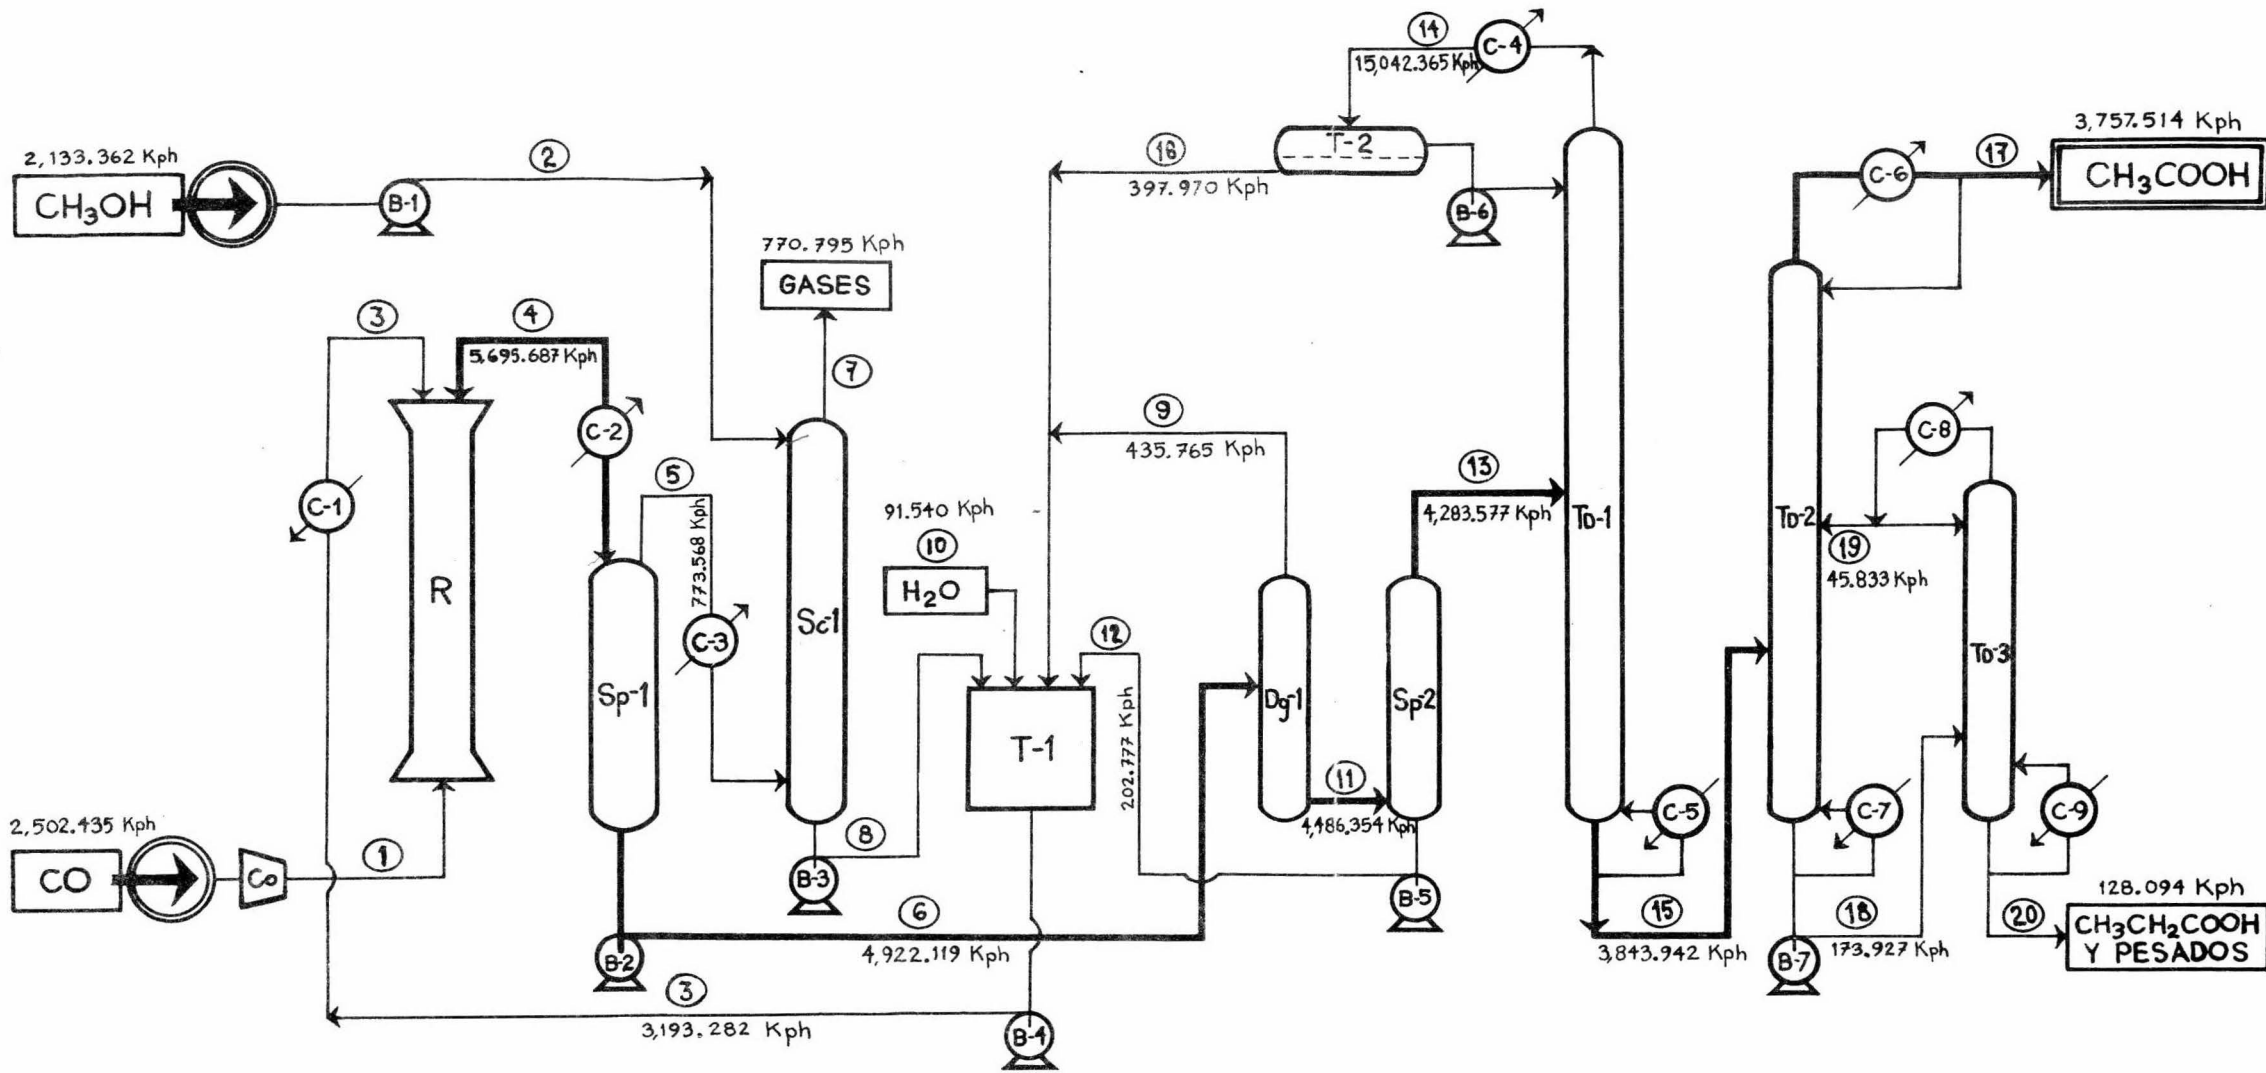 14
C-4
15,042.365 Kph
3,757.514 Kph
2,133.362 Kph
2
T-2
16
C-6
17
CH₃COOH
CH₃OH
B-1
397.970 Kph
B-6
770.795 Kph
GASES
3
4
5,695.687 Kph
7
9
C-2
C-8
435.765 Kph
5
13
773.568 Kph
C-1
91.540 Kph
4,283.577 Kph
TD-1
TD-2
10
19
45.833 Kph
R
H₂O
Sc-1
C-3
12
TD-3
Sp-1
Dg-1
Sp-2
T-1
202.777 Kph
11
C-5
C-7
C-9
2,502.435 Kph
4,486.354 Kph
8
1
CO
Co
B-3
B-5
128.094 Kph
6
15
18
20
CH₃CH₂COOH
Y PESADOS
4,922.119 Kph
3,843.942 Kph
173.927 Kph
B-2
B-7
3
3,193.282 Kph
B-4